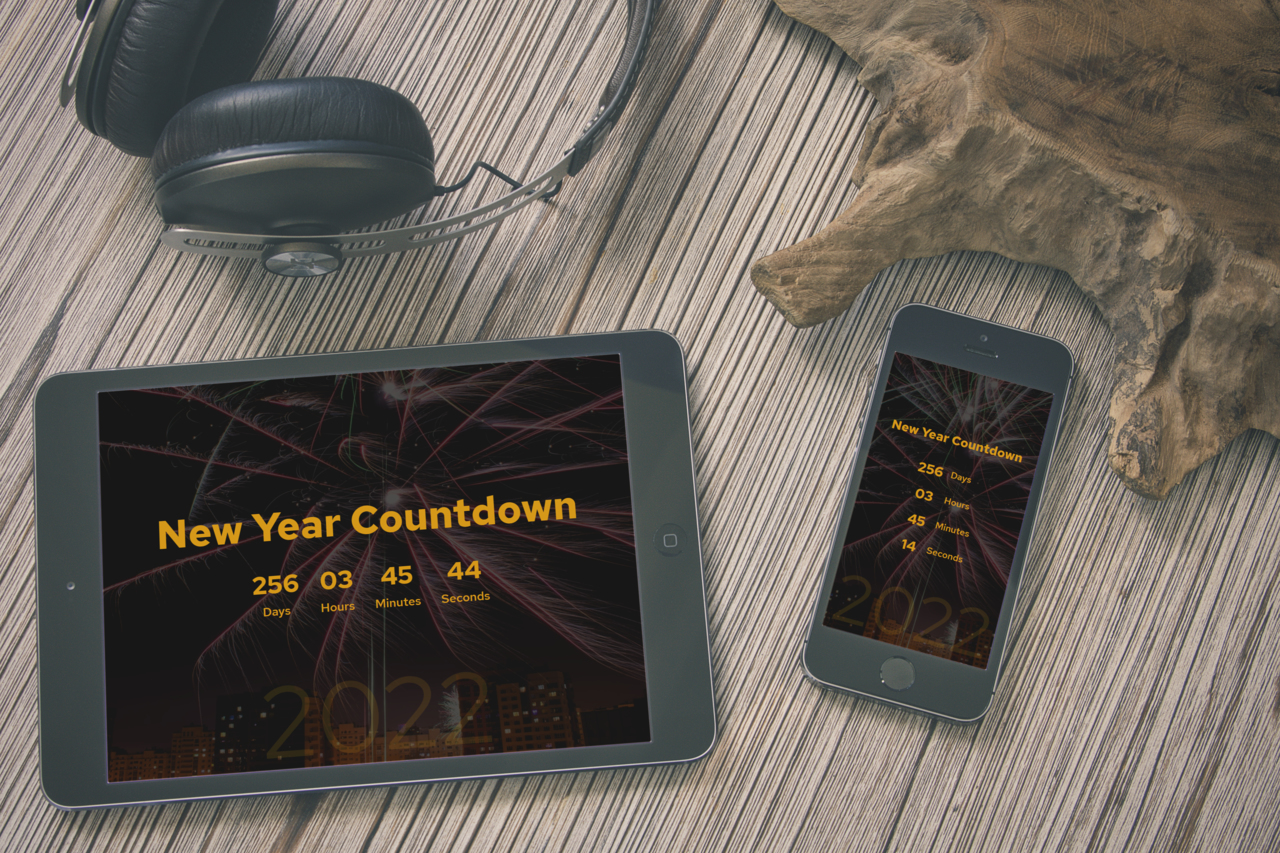 New Year Countdown
256 03 45 44
Days Hours Minutes Seconds
2022
New Year Countdown
256 Days
03 Hours
45 Minutes
14 Seconds
2022